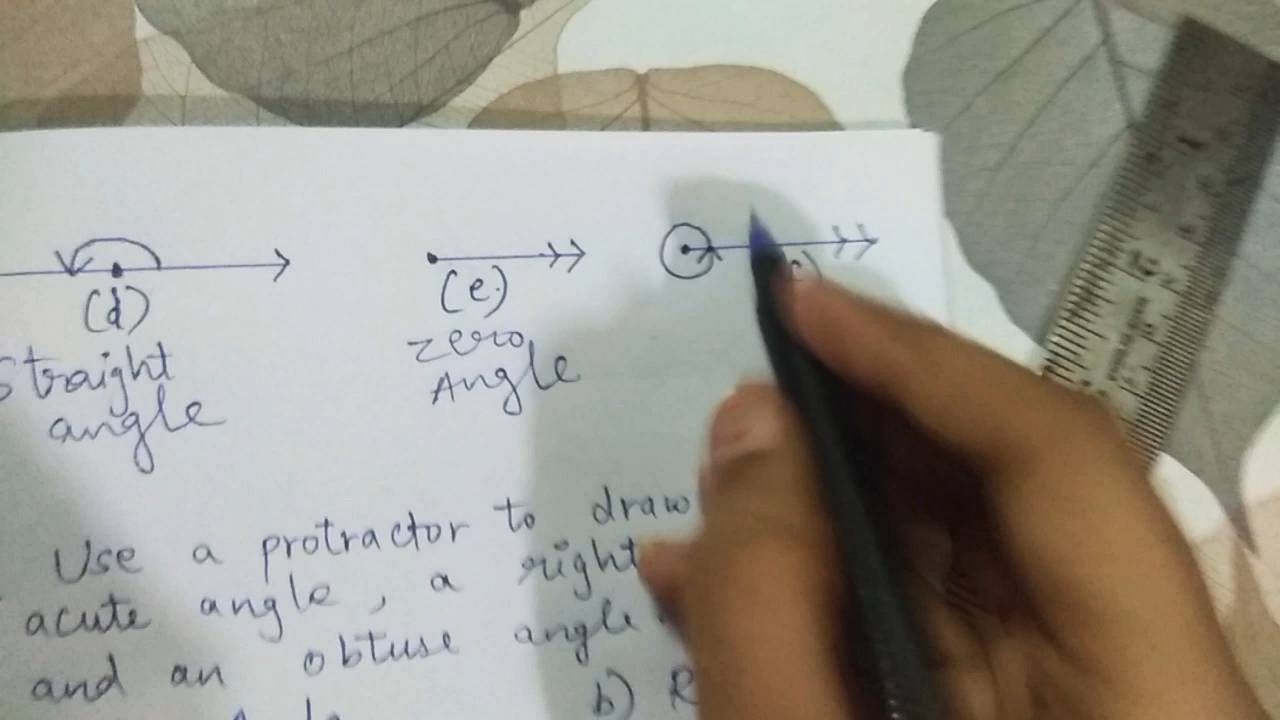 (d)
(e)
Straight
angle
zero
Angle
Use a protractor to draw
acute angle, a right
and an obtuse angle
b)